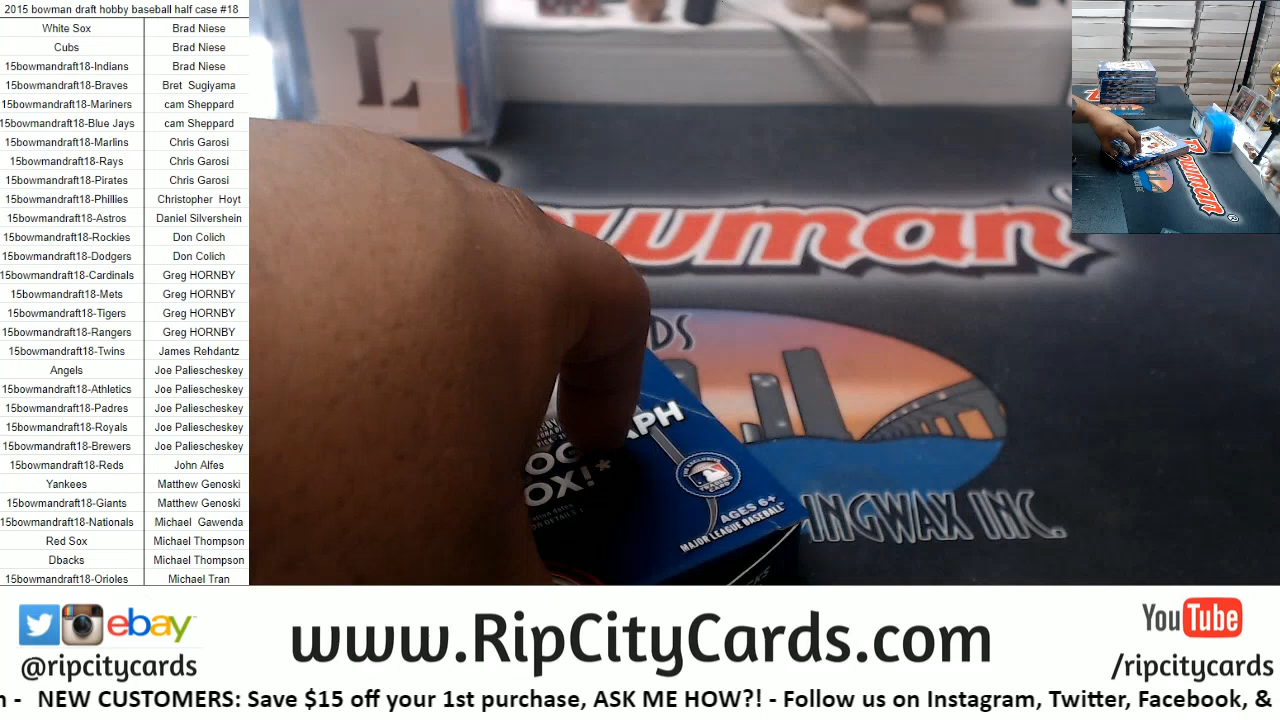 2015 bowman draft hobby baseball half case #18
White Sox Brad Niese
Cubs Brad Niese
15bowmandraft18-Indians Brad Niese
15bowmandraft18-Braves Bret Sugiyama
15bowmandraft18-Mariners cam Sheppard
15bowmandraft18-Blue Jays cam Sheppard
15bowmandraft18-Marlins Chris Garosi
15bowmandraft18-Rays Chris Garosi
15bowmandraft18-Pirates Chris Garosi
15bowmandraft18-Phillies Christopher Hoyt
15bowmandraft18-Astros Daniel Silvershein
15bowmandraft18-Rockies Don Colich
15bowmandraft18-Dodgers Don Colich
15bowmandraft18-Cardinals Greg HORNBY
15bowmandraft18-Mets Greg HORNBY
15bowmandraft18-Tigers Greg HORNBY
15bowmandraft18-Rangers Greg HORNBY
15bowmandraft18-Twins James Rehdantz
Angels Joe Paliescheskey
15bowmandraft18-Athletics Joe Paliescheskey
15bowmandraft18-Padres Joe Paliescheskey
15bowmandraft18-Royals Joe Paliescheskey
15bowmandraft18-Brewers Joe Paliescheskey
15bowmandraft18-Reds John Alfes
Yankees Matthew Genoski
15bowmandraft18-Giants Matthew Genoski
15bowmandraft18-Nationals Michael Gawenda
Red Sox Michael Thompson
Dbacks Michael Thompson
15bowmandraft18-Orioles Michael Tran
L
owman
DS
INGWAX INC.
APH
OG
OX!*
AGES 6+
MAJOR LEAGUE BASEBALL
Bowman
ebay
@ripcitycards
www.RipCityCards.com
YouTube
/ripcitycards
n - NEW CUSTOMERS: Save $15 off your 1st purchase, ASK ME HOW?! - Follow us on Instagram, Twitter, Facebook, &